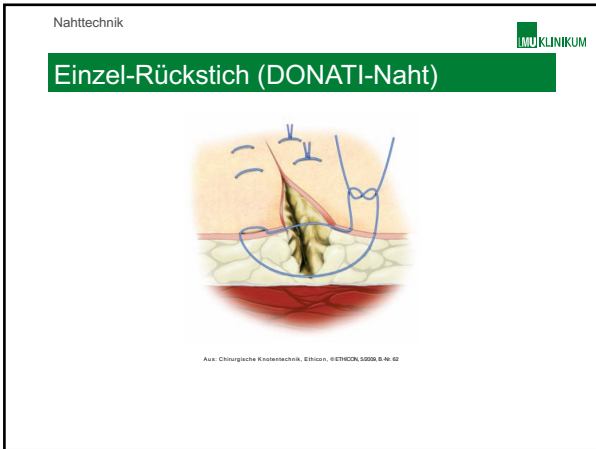 Nahttechnik
LMU KLINIKUM
Einzel-Rückstich (DONATI-Naht)
Aus: Chirurgische Knotentechnik, Ethicon, © ETHICON, 5/2009, B.-Nr. 62